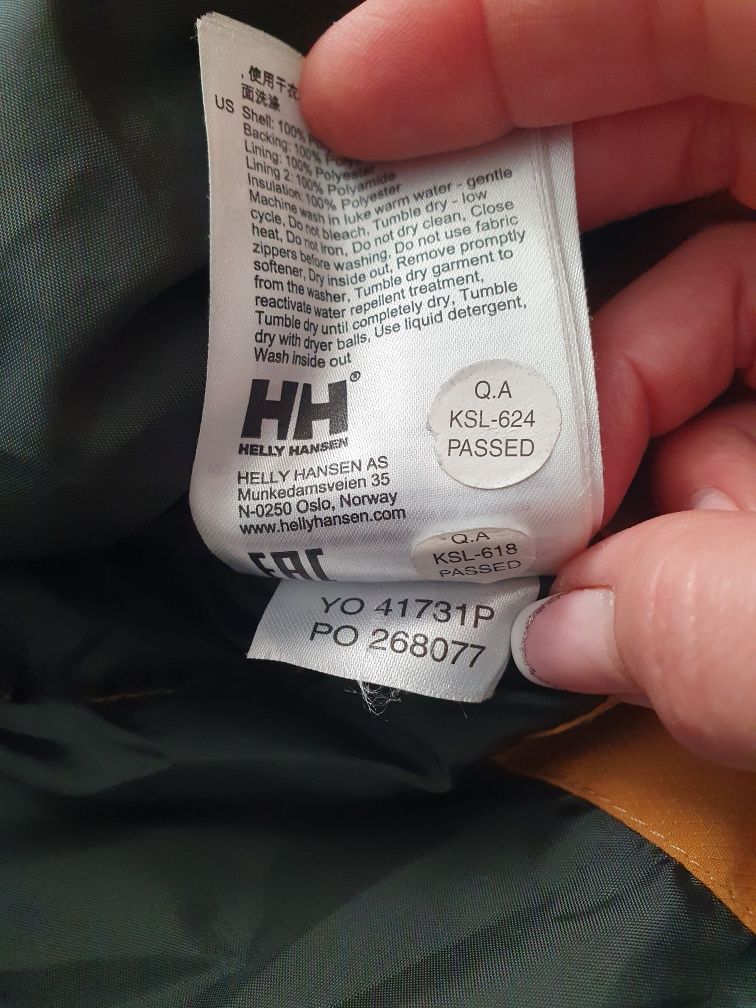 ,使用干衣
面洗涤
US Shell: 100%
Backing: 100%
Lining: 100% Polyester
Lining 2: 100% Polyamide
Insulation: 100% Polyester
Machine wash in luke warm water - gentle
cycle, Do not bleach, Tumble dry - low
heat, Do not iron, Do not dry clean, Close
zippers before washing, Do not use fabric
softener, Dry inside out, Remove promptly
from the washer, Tumble dry garment to
reactivate water repellent treatment,
Tumble dry until completely dry, Tumble
dry with dryer balls, Use liquid detergent,
Wash inside out
HH®
HELLY HANSEN
HELLY HANSEN AS
Munkedamsveien 35
N-0250 Oslo, Norway
www.hellyhansen.com
Q.A
KSL-624
PASSED
EAC
Q.A
KSL-618
PASSED
YO 41731P
PO 268077